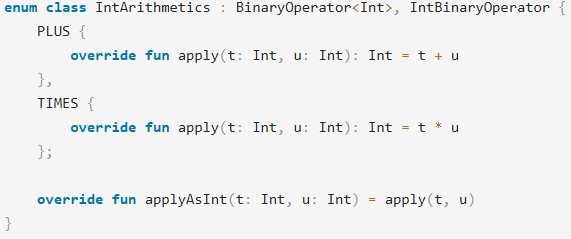 enum class IntArithmetics : BinaryOperator<Int>, IntBinaryOperator {
    PLUS {
        override fun apply(t: Int, u: Int): Int = t + u
    },
    TIMES {
        override fun apply(t: Int, u: Int): Int = t * u
    };

    override fun applyAsInt(t: Int, u: Int) = apply(t, u)
}